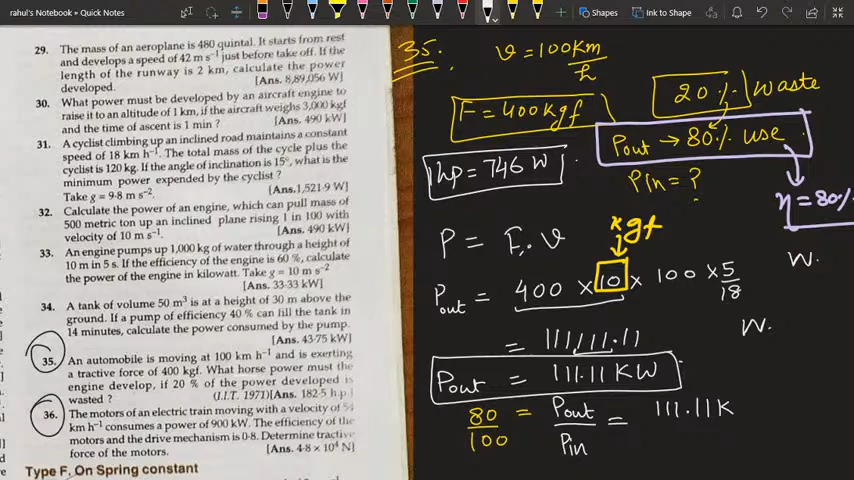 rahul's Notebook » Quick Notes
Shapes
Ink to Shape
29. The mass of an aeroplane is 480 quintal. It starts from rest
and develops a speed of 42 m s⁻¹ just before take off. If the
length of the runway is 2 km, calculate the power
developed. [Ans. 8,89,056 W]
30. What power must be developed by an aircraft engine to
raise it to an altitude of 1 km, if the aircraft weighs 3,000 kgf
and the time of ascent is 1 min ? [Ans. 490 kW]
31. A cyclist climbing up an inclined road maintains a constant
speed of 18 km h⁻¹. The total mass of the cycle plus the
cyclist is 120 kg. If the angle of inclination is 15°, what is the
minimum power expended by the cyclist ?
Take g = 9·8 m s⁻². [Ans.1,521·9 W]
32. Calculate the power of an engine, which can pull mass of
500 metric ton up an inclined plane rising 1 in 100 with
velocity of 10 m s⁻¹. [Ans. 490 kW]
33. An engine pumps up 1,000 kg of water through a height of
10 m in 5 s. If the efficiency of the engine is 60 %, calculate
the power of the engine in kilowatt. Take g = 10 m s⁻²
[Ans. 33·33 kW]
34. A tank of volume 50 m³ is at a height of 30 m above the
ground. If a pump of efficiency 40 % can fill the tank in
14 minutes, calculate the power consumed by the pump.
[Ans. 43·75 kW]
35. An automobile is moving at 100 km h⁻¹ and is exerting
a tractive force of 400 kgf. What horse power must the
engine develop, if 20 % of the power developed is
wasted ? (I.I.T. 1971)[Ans. 182·5 h.p.]
36. The motors of an electric train moving with a velocity of 54
km h⁻¹ consumes a power of 900 kW. The efficiency of the
motors and the drive mechanism is 0·8. Determine tractive
force of the motors. [Ans. 4·8 × 10⁴ N]
Type F. On Spring constant
35.
v = 100 Km/h
20 % Waste
F = 400 kgf
Pout → 80 % use
1hp = 746 W
Pin = ?
η = 80%
kgf
P = F. v
W.
Pout = 400 × 10 × 100 × 5/18
W.
= 111,111.11
Pout = 111.11 KW
80/100 = Pout/Pin = 111.11K